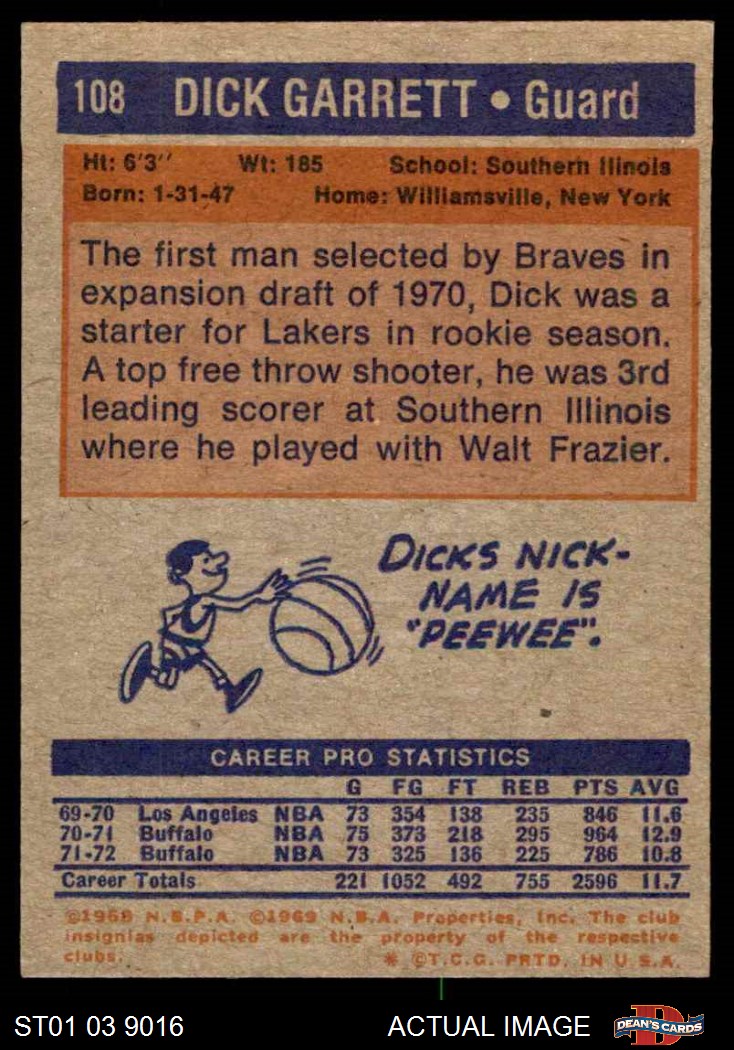 108 DICK GARRETT • Guard
Ht: 6'3'' Wt: 185 School: Southern Illinois
Born: 1-31-47 Home: Williamsville, New York
The first man selected by Braves in
expansion draft of 1970, Dick was a
starter for Lakers in rookie season.
A top free throw shooter, he was 3rd
leading scorer at Southern Illinois
where he played with Walt Frazier.
DICKS NICK-
NAME IS
"PEEWEE".
CAREER PRO STATISTICS
G FG FT REB PTS AVG
69-70 Los Angeles NBA 73 354 138 235 846 11.6
70-71 Buffalo NBA 75 373 218 295 964 12.9
71-72 Buffalo NBA 73 325 136 225 786 10.8
Career Totals 221 1052 492 755 2596 11.7
©1968 N.B.P.A. ©1969 N.B.A. Properties, Inc. The club
insignias depicted are the property of the respective
clubs. * ©T.C.G. PRTD. IN U.S.A.
ST01 03 9016 ACTUAL IMAGE DEAN'S CARDS